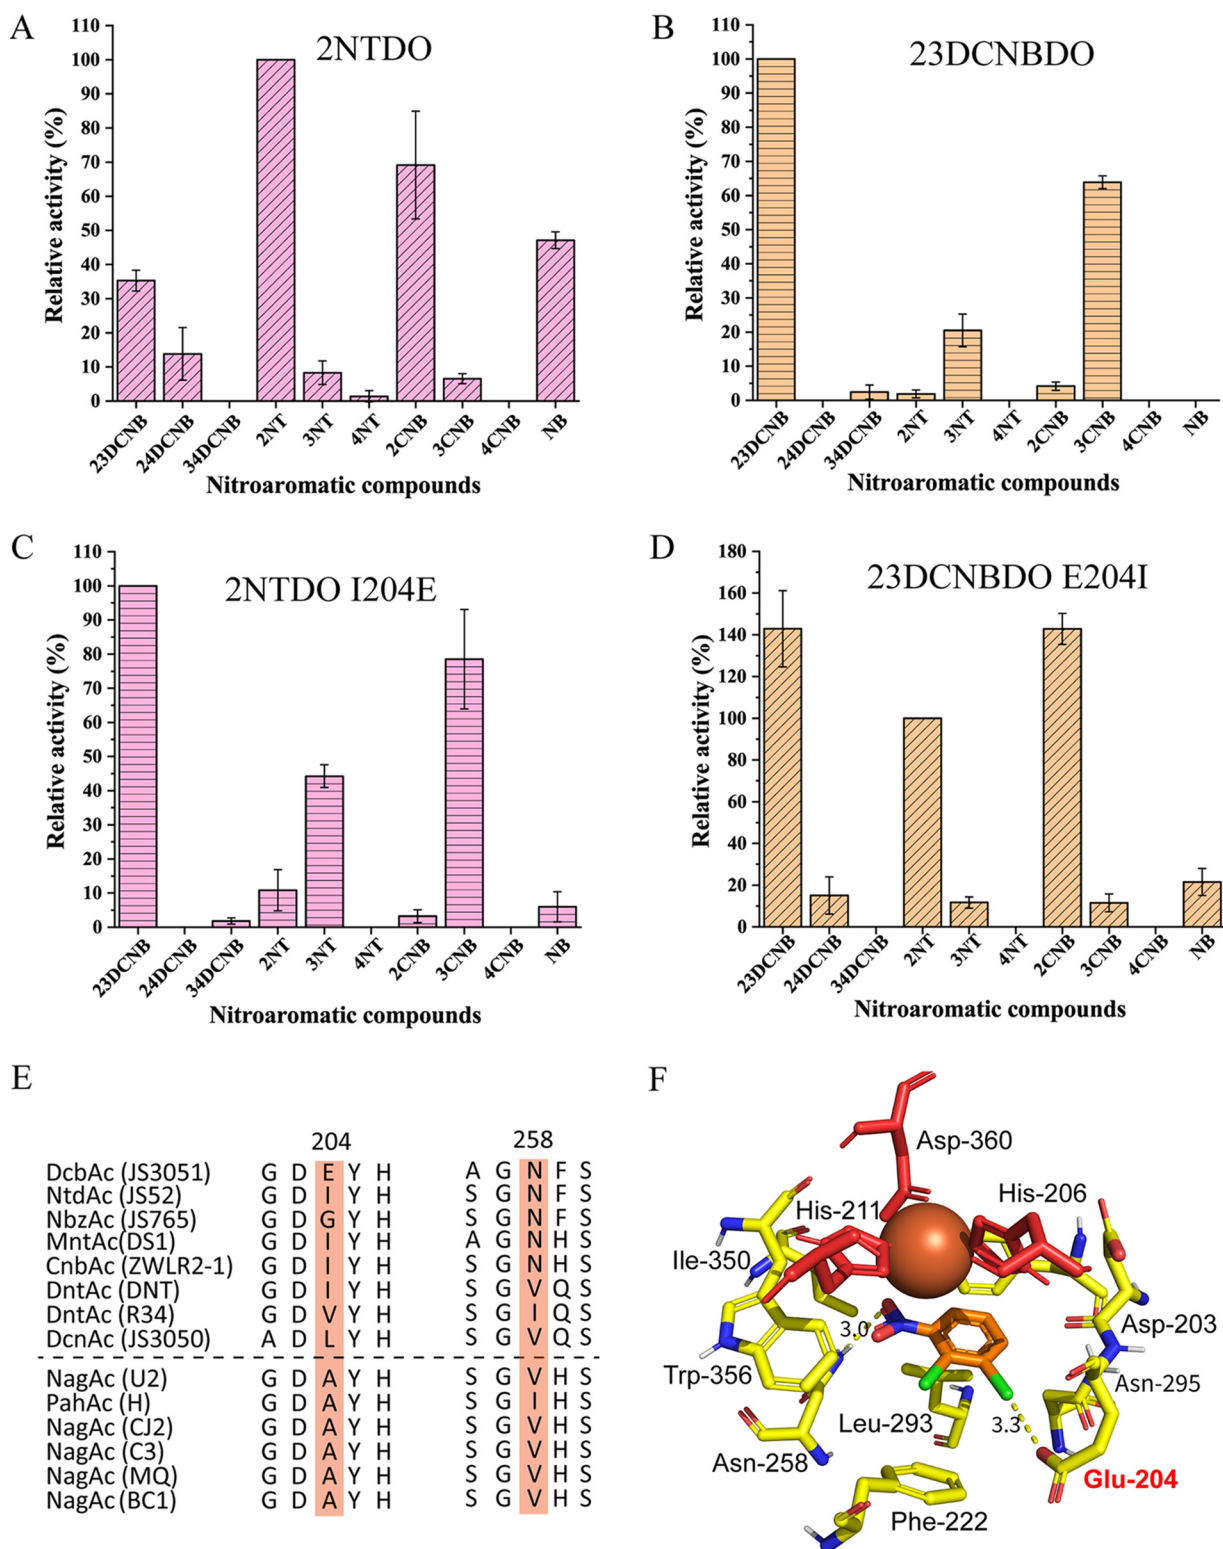 A
2NTDO
Relative activity (%)
110
100
90
80
70
60
50
40
30
20
10
0
23DCNB
24DCNB
34DCNB
2NT
3NT
4NT
2CNB
3CNB
4CNB
NB
Nitroaromatic compounds
B
23DCNBDO
Relative activity (%)
110
100
90
80
70
60
50
40
30
20
10
0
23DCNB
24DCNB
34DCNB
2NT
3NT
4NT
2CNB
3CNB
4CNB
NB
Nitroaromatic compounds
C
2NTDO I204E
Relative activity (%)
110
100
90
80
70
60
50
40
30
20
10
0
23DCNB
24DCNB
34DCNB
2NT
3NT
4NT
2CNB
3CNB
4CNB
NB
Nitroaromatic compounds
D
23DCNBDO E204I
Relative activity (%)
180
160
140
120
100
80
60
40
20
0
23DCNB
24DCNB
34DCNB
2NT
3NT
4NT
2CNB
3CNB
4CNB
NB
Nitroaromatic compounds
E
204 258
DcbAc (JS3051) G D E Y H A G N F S
NtdAc (JS52) G D I Y H S G N F S
NbzAc (JS765) G D G Y H S G N F S
MntAc(DS1) G D I Y H A G N H S
CnbAc (ZWLR2-1) G D I Y H S G N H S
DntAc (DNT) G D I Y H S G V Q S
DntAc (R34) G D V Y H S G I Q S
DcnAc (JS3050) A D L Y H S G V Q S
NagAc (U2) G D A Y H S G V H S
PahAc (H) G D A Y H S G I H S
NagAc (CJ2) G D A Y H S G V H S
NagAc (C3) G D A Y H S G V H S
NagAc (MQ) G D A Y H S G V H S
NagAc (BC1) G D A Y H S G V H S
F
Asp-360
His-211
His-206
Ile-350
3.0
Asp-203
Trp-356
Asn-295
Leu-293
3.3
Asn-258
Glu-204
Phe-222